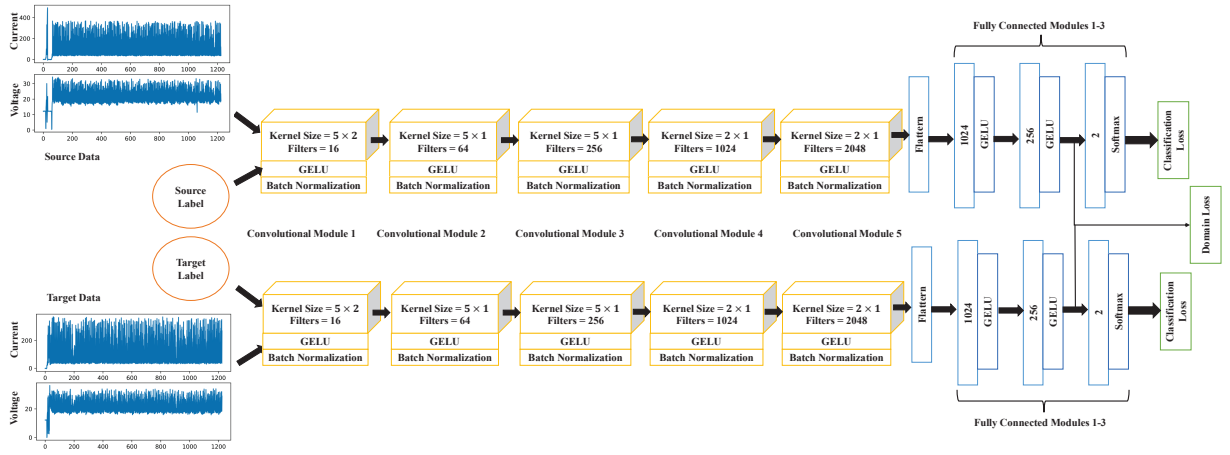 Fully Connected Modules 1-3
Current
400
200
0
0 200 400 600 800 1000 1200
Voltage
30
20
10
0
0 200 400 600 800 1000 1200
Source Data
Source
Label
Kernel Size = 5 × 2
Filters = 16
GELU
Batch Normalization
Kernel Size = 5 × 1
Filters = 64
GELU
Batch Normalization
Kernel Size = 5 × 1
Filters = 256
GELU
Batch Normalization
Kernel Size = 2 × 1
Filters = 1024
GELU
Batch Normalization
Kernel Size = 2 × 1
Filters = 2048
GELU
Batch Normalization
Flattern
1024
GELU
256
GELU
2
Softmax
Classification
Loss
Domain Loss
Convolutional Module 1
Convolutional Module 2
Convolutional Module 3
Convolutional Module 4
Convolutional Module 5
Target
Label
Target Data
Current
200
0
0 200 400 600 800 1000 1200
Voltage
20
0
0 200 400 600 800 1000 1200
Kernel Size = 5 × 2
Filters = 16
GELU
Batch Normalization
Kernel Size = 5 × 1
Filters = 64
GELU
Batch Normalization
Kernel Size = 5 × 1
Filters = 256
GELU
Batch Normalization
Kernel Size = 2 × 1
Filters = 1024
GELU
Batch Normalization
Kernel Size = 2 × 1
Filters = 2048
GELU
Batch Normalization
Flattern
1024
GELU
256
GELU
2
Softmax
Classification
Loss
Fully Connected Modules 1-3